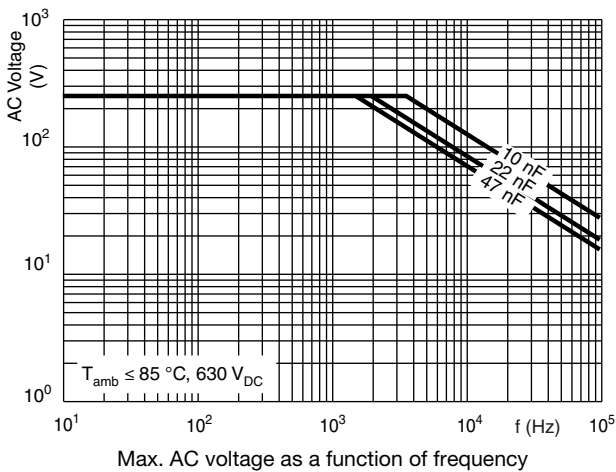 AC Voltage
(V)
10³
10²
10¹
10⁰
10 nF
22 nF
47 nF
T_amb ≤ 85 °C, 630 V_DC
10¹ 10² 10³ 10⁴ f (Hz) 10⁵
Max. AC voltage as a function of frequency